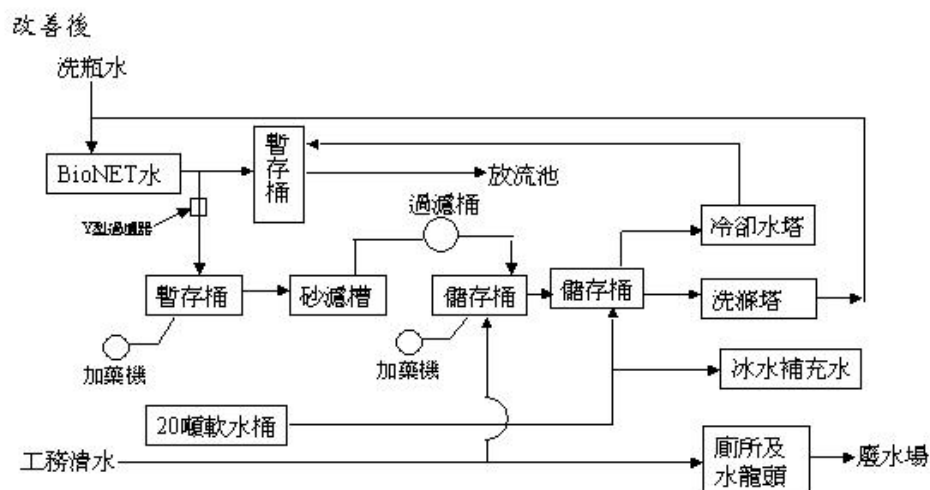 改善後
洗瓶水
BioNET水
暫存桶
放流池
Y型過濾器
過濾桶
冷卻水塔
暫存桶
砂濾槽
儲存桶
儲存桶
洗滌塔
加藥機
加藥機
冰水補充水
20噸軟水桶
工務清水
廁所及
水龍頭
廢水場